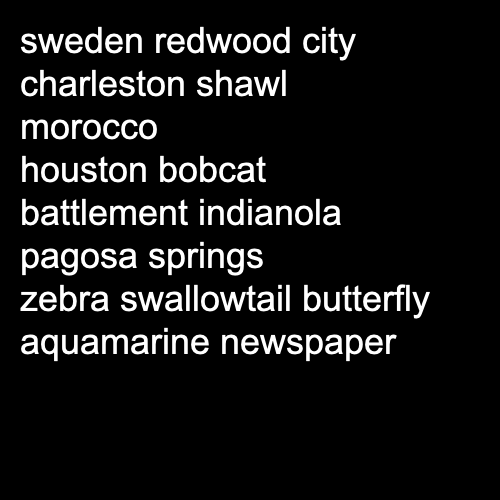 sweden redwood city
charleston shawl
morocco
houston bobcat
battlement indianola
pagosa springs
zebra swallowtail butterfly
aquamarine newspaper